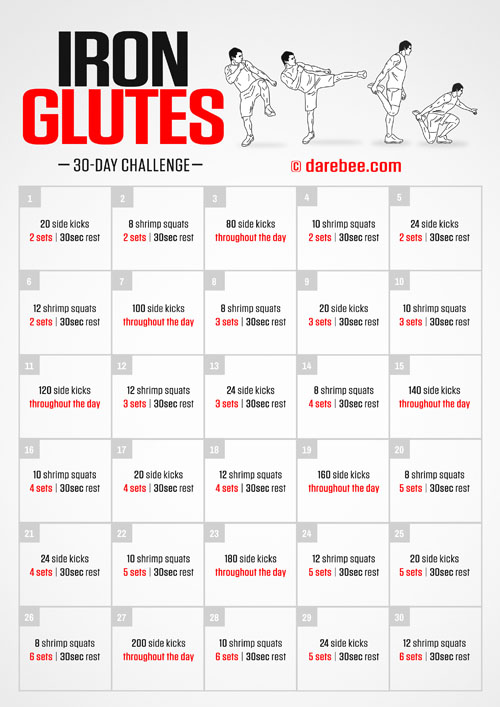 IRON
GLUTES
30-DAY CHALLENGE
© darebee.com
1
20 side kicks
2 sets | 30sec rest
2
8 shrimp squats
2 sets | 30sec rest
3
80 side kicks
throughout the day
4
10 shrimp squats
2 sets | 30sec rest
5
24 side kicks
2 sets | 30sec rest
6
12 shrimp squats
2 sets | 30sec rest
7
100 side kicks
throughout the day
8
8 shrimp squats
3 sets | 30sec rest
9
20 side kicks
3 sets | 30sec rest
10
10 shrimp squats
3 sets | 30sec rest
11
120 side kicks
throughout the day
12
12 shrimp squats
3 sets | 30sec rest
13
24 side kicks
3 sets | 30sec rest
14
8 shrimp squats
4 sets | 30sec rest
15
140 side kicks
throughout the day
16
10 shrimp squats
4 sets | 30sec rest
17
20 side kicks
4 sets | 30sec rest
18
12 shrimp squats
4 sets | 30sec rest
19
160 side kicks
throughout the day
20
8 shrimp squats
5 sets | 30sec rest
21
24 side kicks
4 sets | 30sec rest
22
10 shrimp squats
5 sets | 30sec rest
23
180 side kicks
throughout the day
24
12 shrimp squats
5 sets | 30sec rest
25
20 side kicks
5 sets | 30sec rest
26
8 shrimp squats
6 sets | 30sec rest
27
200 side kicks
throughout the day
28
10 shrimp squats
6 sets | 30sec rest
29
24 side kicks
5 sets | 30sec rest
30
12 shrimp squats
6 sets | 30sec rest